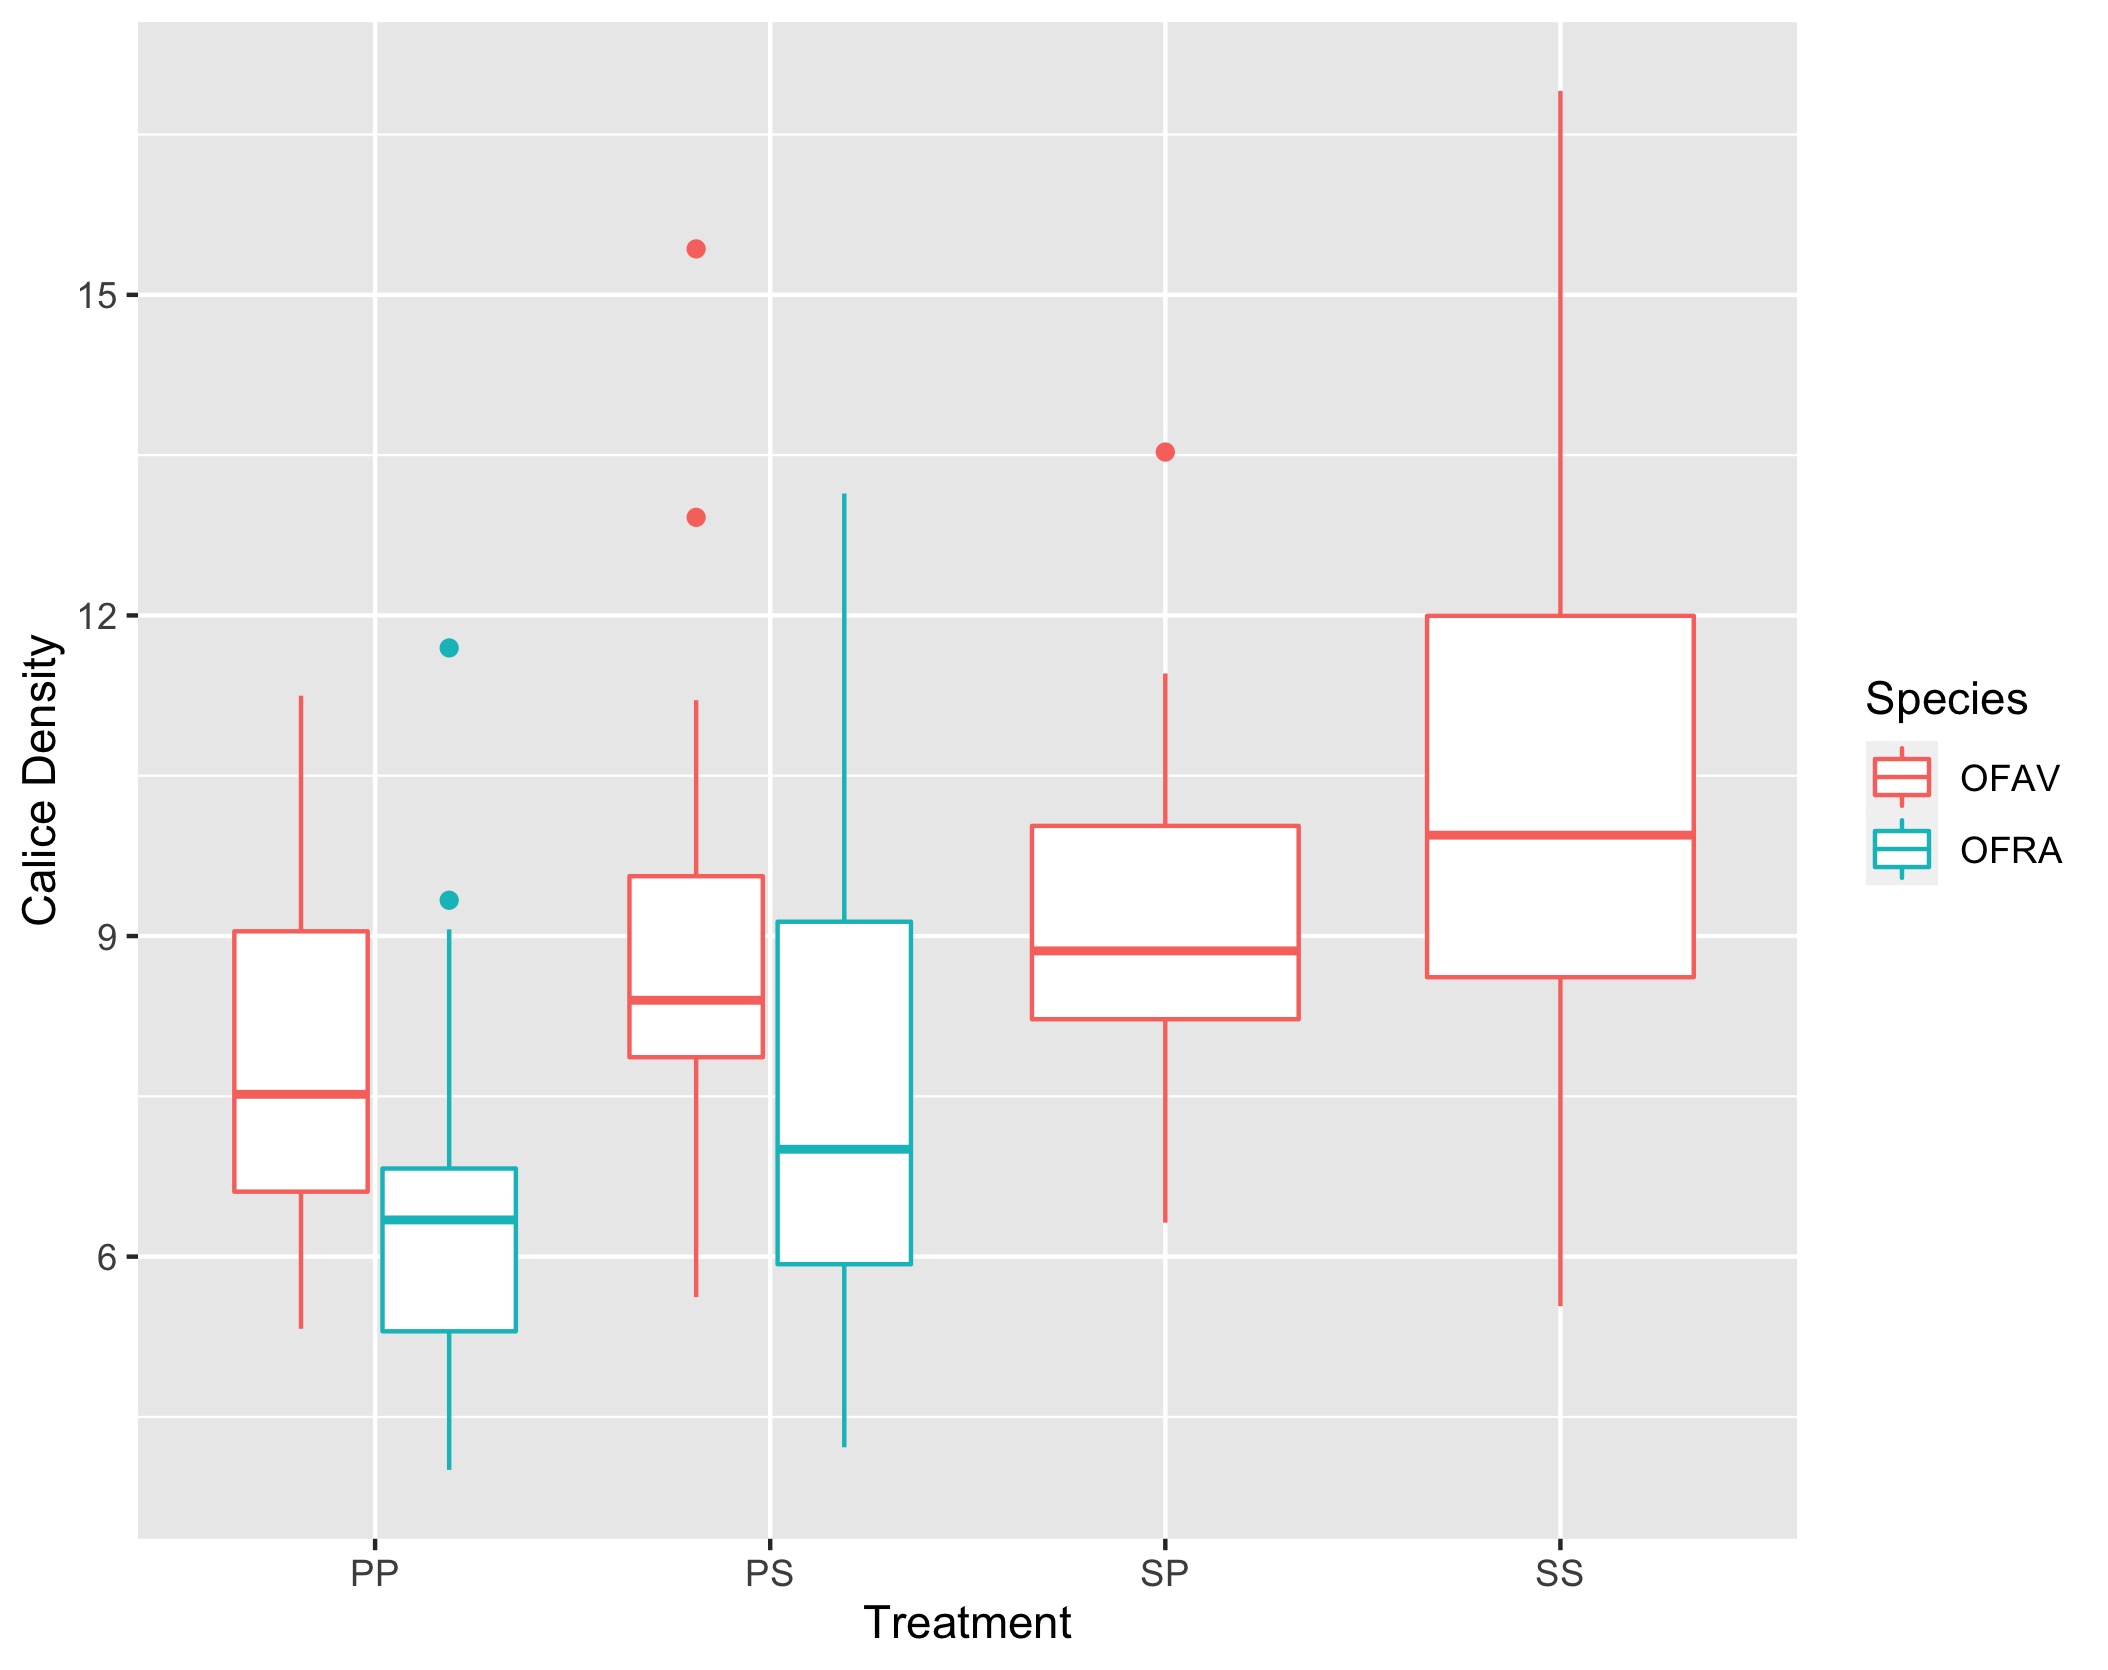 Calice Density
15
12
9
6
PP PS SP SS
Treatment
Species
OFAV
OFRA